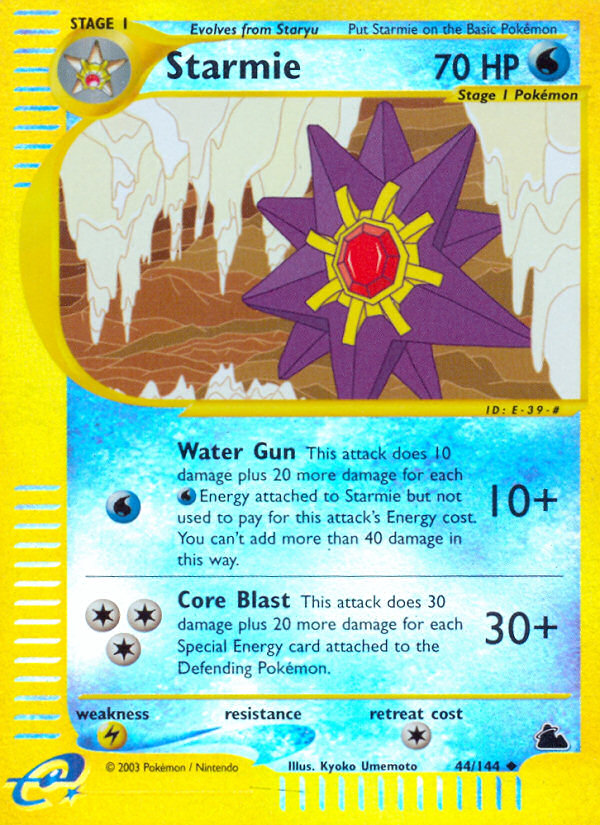 STAGE 1
Evolves from Staryu
Put Starmie on the Basic Pokémon
Starmie
70 HP
Stage 1 Pokémon
ID: E-39-#
Water Gun This attack does 10
damage plus 20 more damage for each
Energy attached to Starmie but not
used to pay for this attack's Energy cost.
You can't add more than 40 damage in
this way.
10+
Core Blast This attack does 30
damage plus 20 more damage for each
Special Energy card attached to the
Defending Pokémon.
30+
weakness
resistance
retreat cost
© 2003 Pokémon / Nintendo
Illus. Kyoko Umemoto
44/144
e